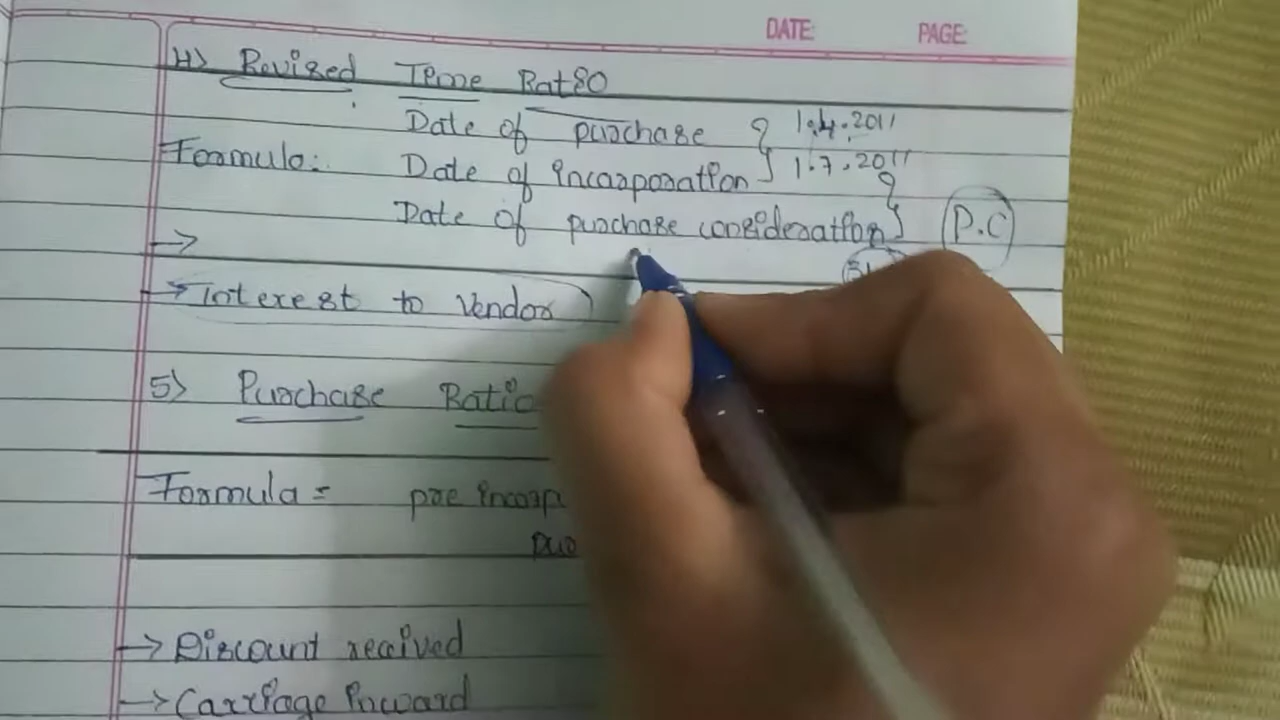 DATE: PAGE:
4) Revised Time Ratio
Date of purchase } 1.4.2011
Formula:. Date of incorporation } 1.7.2011
Date of purchase consideration } P.C
→
→ Interest to Vendor
5) Purchase Ratio
Formula = pre incorp
pur
→ Discount received
→ Carriage Inward